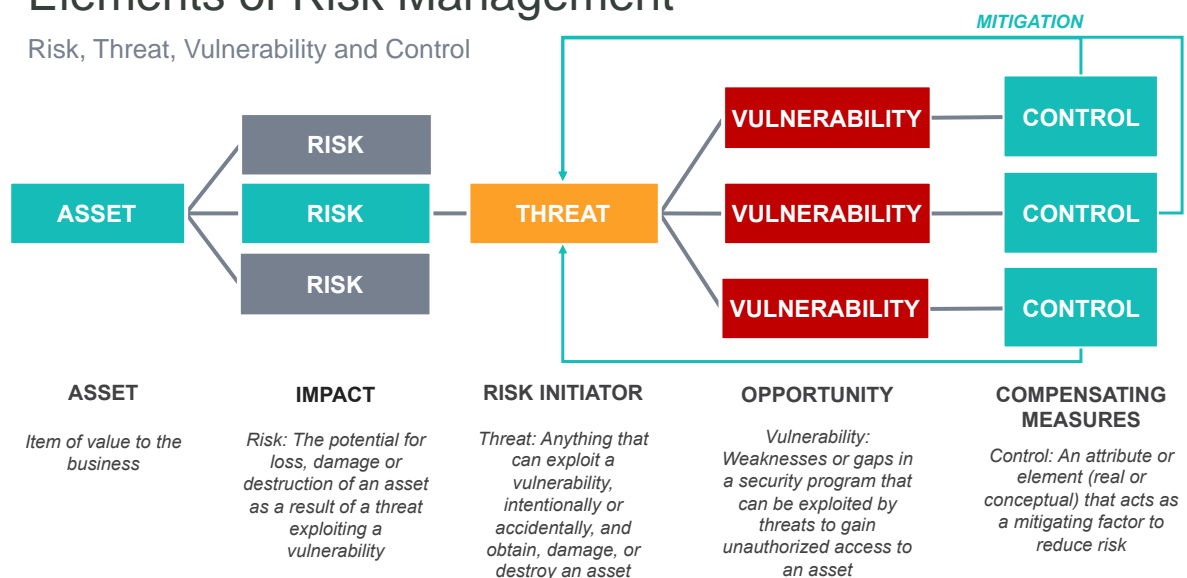 Elements of Risk Management
Risk, Threat, Vulnerability and Control
MITIGATION
ASSET
RISK
RISK
RISK
THREAT
VULNERABILITY
VULNERABILITY
VULNERABILITY
CONTROL
CONTROL
CONTROL
ASSET
Item of value to the
business
IMPACT
Risk: The potential for
loss, damage or
destruction of an asset
as a result of a threat
exploiting a
vulnerability
RISK INITIATOR
Threat: Anything that
can exploit a
vulnerability,
intentionally or
accidentally, and
obtain, damage, or
destroy an asset
OPPORTUNITY
Vulnerability:
Weaknesses or gaps in
a security program that
can be exploited by
threats to gain
unauthorized access to
an asset
COMPENSATING
MEASURES
Control: An attribute or
element (real or
conceptual) that acts as
a mitigating factor to
reduce risk